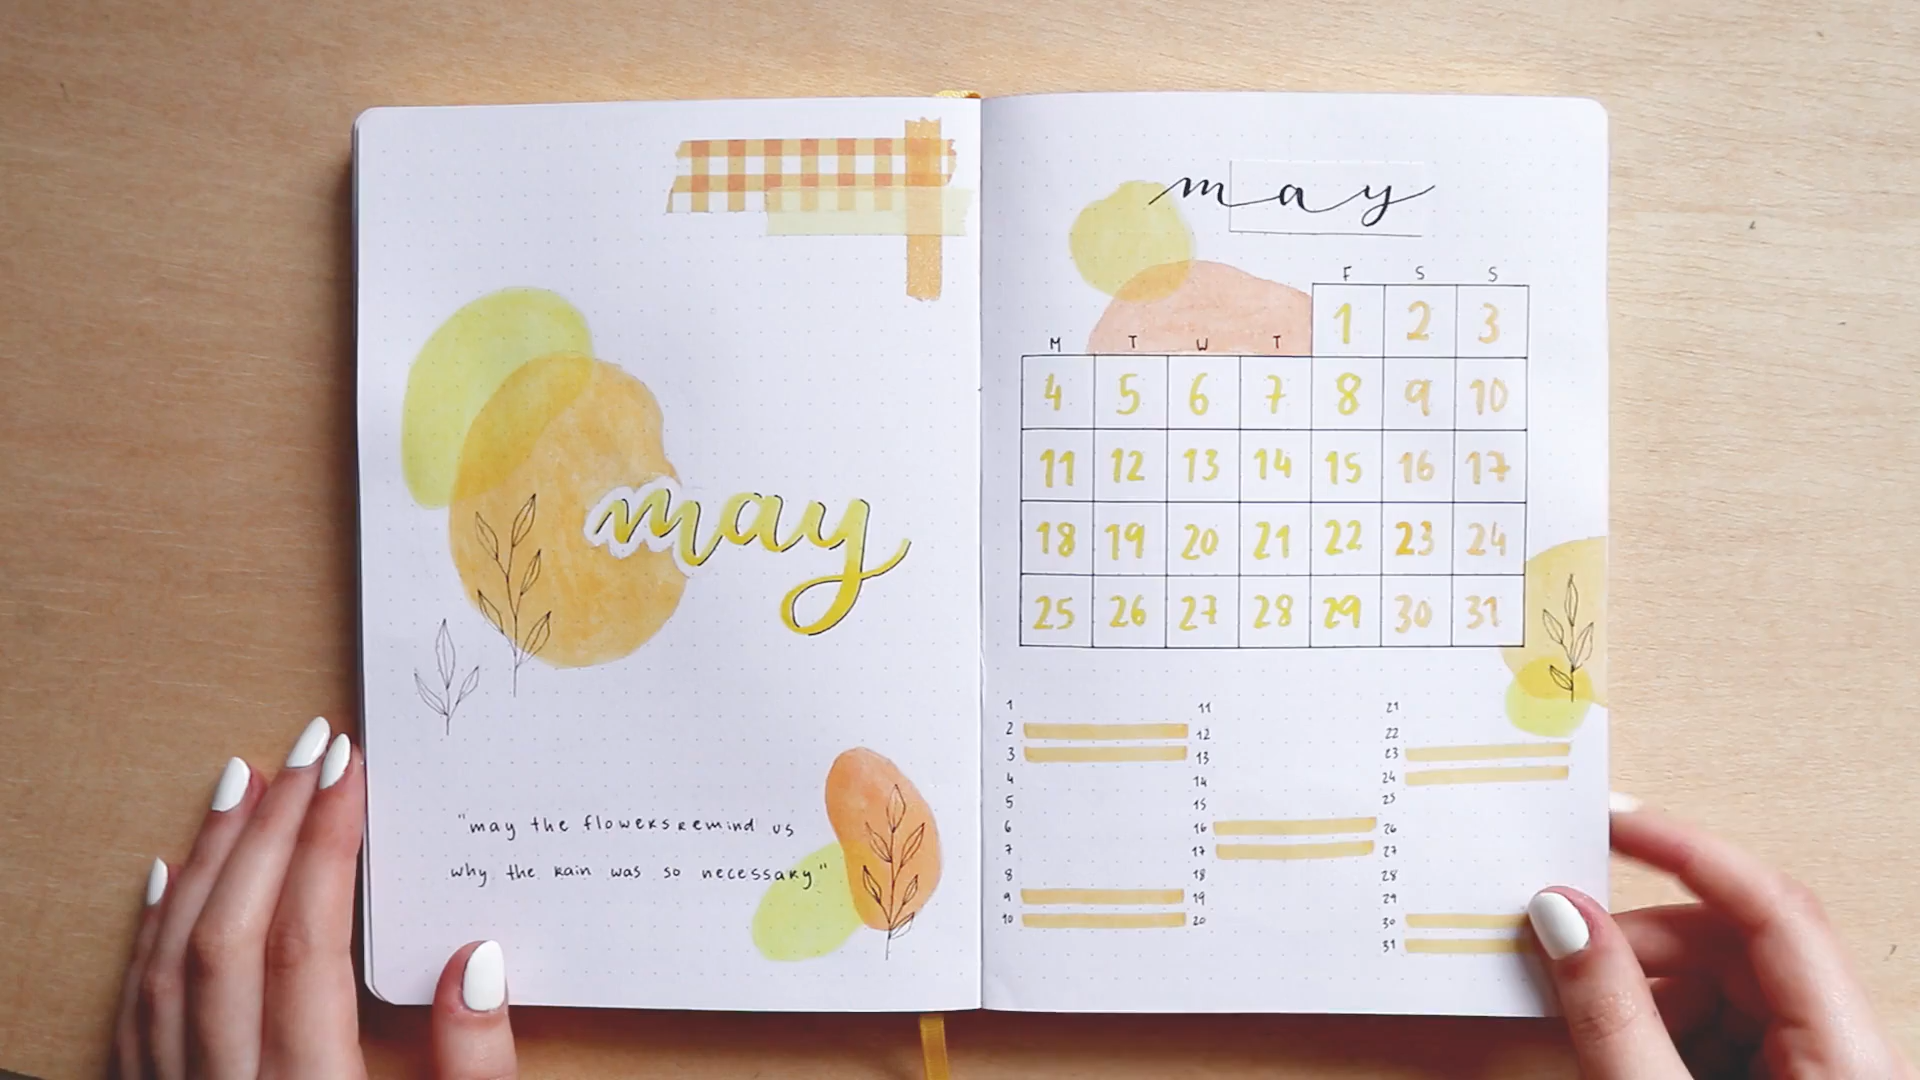 may
"may the flowers remind us
why the rain was so necessary"
may
F S S
1 2 3
M T W T
4 5 6 7 8 9 10
11 12 13 14 15 16 17
18 19 20 21 22 23 24
25 26 27 28 29 30 31
1
2
3
4
5
6
7
8
9
10
11
12
13
14
15
16
17
18
19
20
21
22
23
24
25
26
27
28
29
30
31